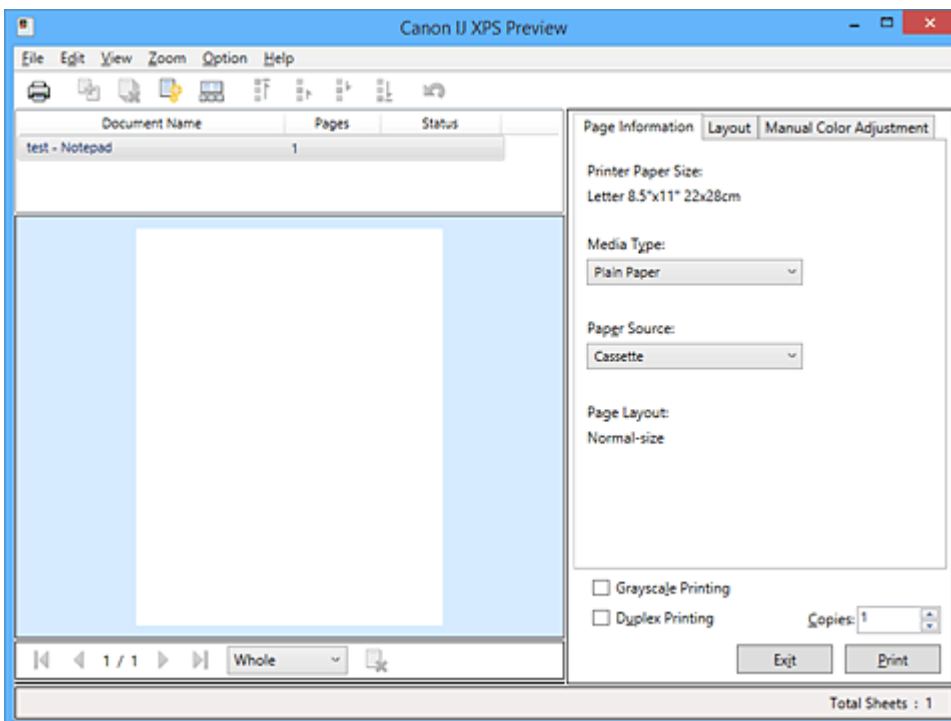 Canon IJ XPS Preview
File Edit View Zoom Option Help
Document Name Pages Status
test - Notepad 1
Page Information Layout Manual Color Adjustment
Printer Paper Size:
Letter 8.5"x11" 22x28cm
Media Type:
Plain Paper
Paper Source:
Cassette
Page Layout:
Normal-size
Grayscale Printing
Duplex Printing Copies: 1
1 / 1 Whole
Exit Print
Total Sheets : 1